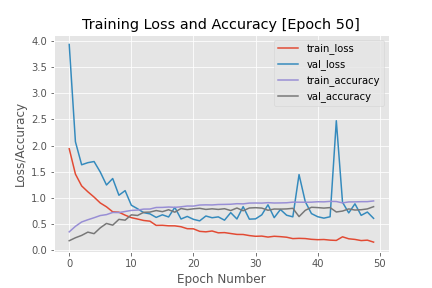 Training Loss and Accuracy [Epoch 50]
4.0
3.5
3.0
2.5
2.0
1.5
1.0
0.5
0.0
Loss/Accuracy
train_loss
val_loss
train_accuracy
val_accuracy
0 10 20 30 40 50
Epoch Number